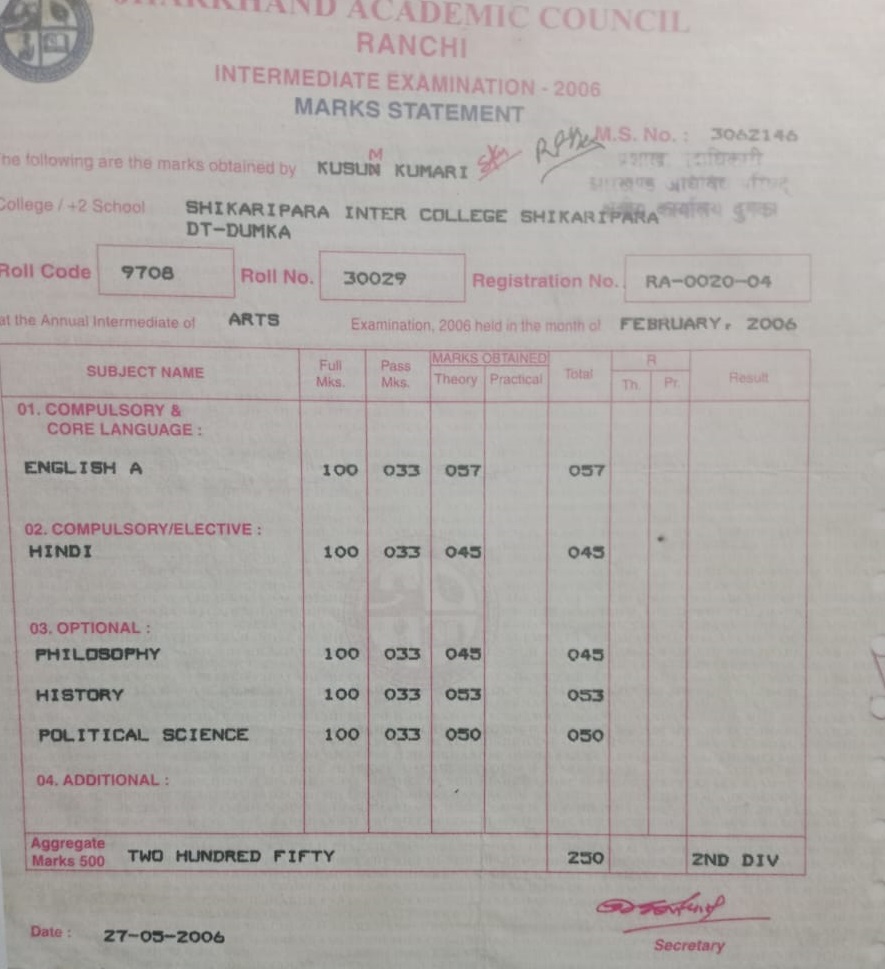 ACADEMIC COUNCIL
RANCHI
INTERMEDIATE EXAMINATION - 2006
MARKS STATEMENT
M.S. No. : 3062146
The following are the marks obtained by KUSUN KUMARI
M
College / +2 School SHIKARIPARA INTER COLLEGE SHIKARIPARA
DT-DUMKA
Roll Code 9708 Roll No. 30029 Registration No. RA-0020-04
at the Annual Intermediate of ARTS Examination, 2006 held in the month of FEBRUARY, 2006
SUBJECT NAME Full Mks. Pass Mks. MARKS OBTAINED Theory Practical Total R Th. Pr. Result
01. COMPULSORY &
CORE LANGUAGE :
ENGLISH A 100 033 057 057
02. COMPULSORY/ELECTIVE :
HINDI 100 033 045 045
03. OPTIONAL :
PHILOSOPHY 100 033 045 045
HISTORY 100 033 053 053
POLITICAL SCIENCE 100 033 050 050
04. ADDITIONAL :
Aggregate
Marks 500 TWO HUNDRED FIFTY 250 2ND DIV
Date : 27-05-2006
Secretary